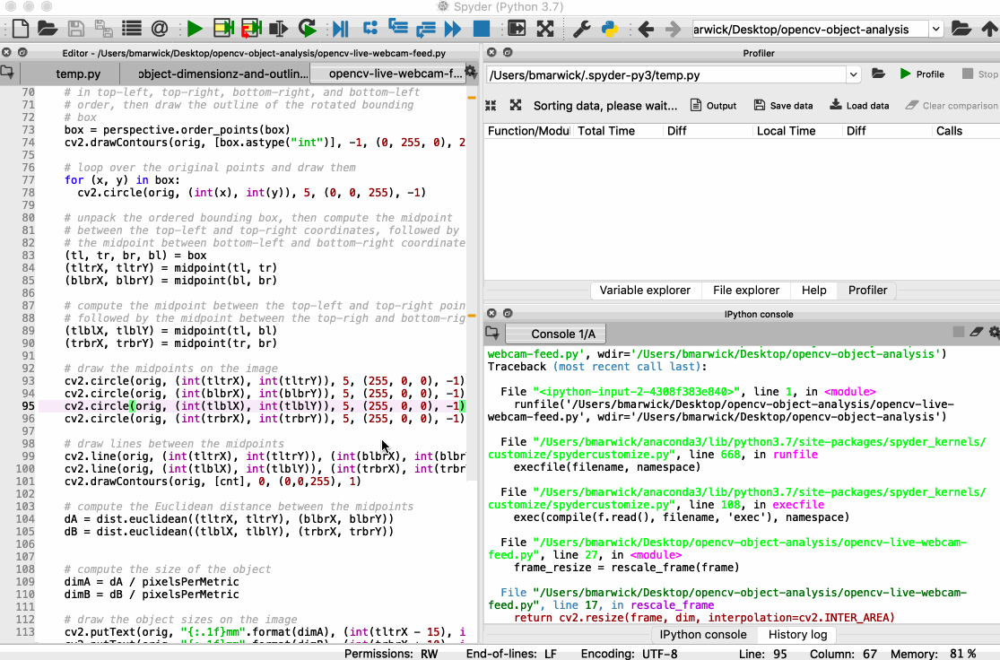 Spyder (Python 3.7)
arwick/Desktop/opencv-object-analysis
Editor - /Users/bmarwick/Desktop/opencv-object-analysis/opencv-live-webcam-feed.py
temp.py
object-dimensionz-and-outlin...
opencv-live-webcam-f...
70 # in top-left, top-right, bottom-right, and bottom-left
71 # order, then draw the outline of the rotated bounding
72 # box
73 box = perspective.order_points(box)
74 cv2.drawContours(orig, [box.astype("int")], -1, (0, 255, 0), 2
75
76 # loop over the original points and draw them
77 for (x, y) in box:
78 cv2.circle(orig, (int(x), int(y)), 5, (0, 0, 255), -1)
79
80 # unpack the ordered bounding box, then compute the midpoint
81 # between the top-left and top-right coordinates, followed by
82 # the midpoint between bottom-left and bottom-right coordinate
83 (tl, tr, br, bl) = box
84 (tltrX, tltrY) = midpoint(tl, tr)
85 (blbrX, blbrY) = midpoint(bl, br)
86
87 # compute the midpoint between the top-left and top-right poin
88 # followed by the midpoint between the top-righ and bottom-rig
89 (tlblX, tlblY) = midpoint(tl, bl)
90 (trbrX, trbrY) = midpoint(tr, br)
91
92 # draw the midpoints on the image
93 cv2.circle(orig, (int(tltrX), int(tltrY)), 5, (255, 0, 0), -1)
94 cv2.circle(orig, (int(blbrX), int(blbrY)), 5, (255, 0, 0), -1)
95 cv2.circle(orig, (int(tlblX), int(tlblY)), 5, (255, 0, 0), -1)
96 cv2.circle(orig, (int(trbrX), int(trbrY)), 5, (255, 0, 0), -1)
97
98 # draw lines between the midpoints
99 cv2.line(orig, (int(tltrX), int(tltrY)), (int(blbrX), int(blbr
100 cv2.line(orig, (int(tlblX), int(tlblY)), (int(trbrX), int(trbr
101 cv2.drawContours(orig, [cnt], 0, (0,0,255), 1)
102
103 # compute the Euclidean distance between the midpoints
104 dA = dist.euclidean((tltrX, tltrY), (blbrX, blbrY))
105 dB = dist.euclidean((tlblX, tlblY), (trbrX, trbrY))
106
107
108 # compute the size of the object
109 dimA = dA / pixelsPerMetric
110 dimB = dB / pixelsPerMetric
111
112 # draw the object sizes on the image
113 cv2.putText(orig, "{:.1f}mm".format(dimA), (int(tltrX - 15), i
Profiler
/Users/bmarwick/.spyder-py3/temp.py
Profile
Stop
Sorting data, please wait...
Output
Save data
Load data
Clear comparison
Function/Modu Total Time Diff Local Time Diff Calls
Variable explorer
File explorer
Help
Profiler
IPython console
Console 1/A
webcam-feed.py', wdir='/Users/bmarwick/Desktop/opencv-object-analysis')
Traceback (most recent call last):
File "<ipython-input-2-4308f383e840>", line 1, in <module>
runfile('/Users/bmarwick/Desktop/opencv-object-analysis/opencv-live-
webcam-feed.py', wdir='/Users/bmarwick/Desktop/opencv-object-analysis')
File "/Users/bmarwick/anaconda3/lib/python3.7/site-packages/spyder_kernels/
customize/spydercustomize.py", line 668, in runfile
execfile(filename, namespace)
File "/Users/bmarwick/anaconda3/lib/python3.7/site-packages/spyder_kernels/
customize/spydercustomize.py", line 108, in execfile
exec(compile(f.read(), filename, 'exec'), namespace)
File "/Users/bmarwick/Desktop/opencv-object-analysis/opencv-live-webcam-
feed.py", line 27, in <module>
frame_resize = rescale_frame(frame)
File "/Users/bmarwick/Desktop/opencv-object-analysis/opencv-live-webcam-
feed.py", line 17, in rescale_frame
return cv2.resize(frame, dim, interpolation=cv2.INTER_AREA)
IPython console
History log
Permissions: RW End-of-lines: LF Encoding: UTF-8 Line: 95 Column: 67 Memory: 81 %